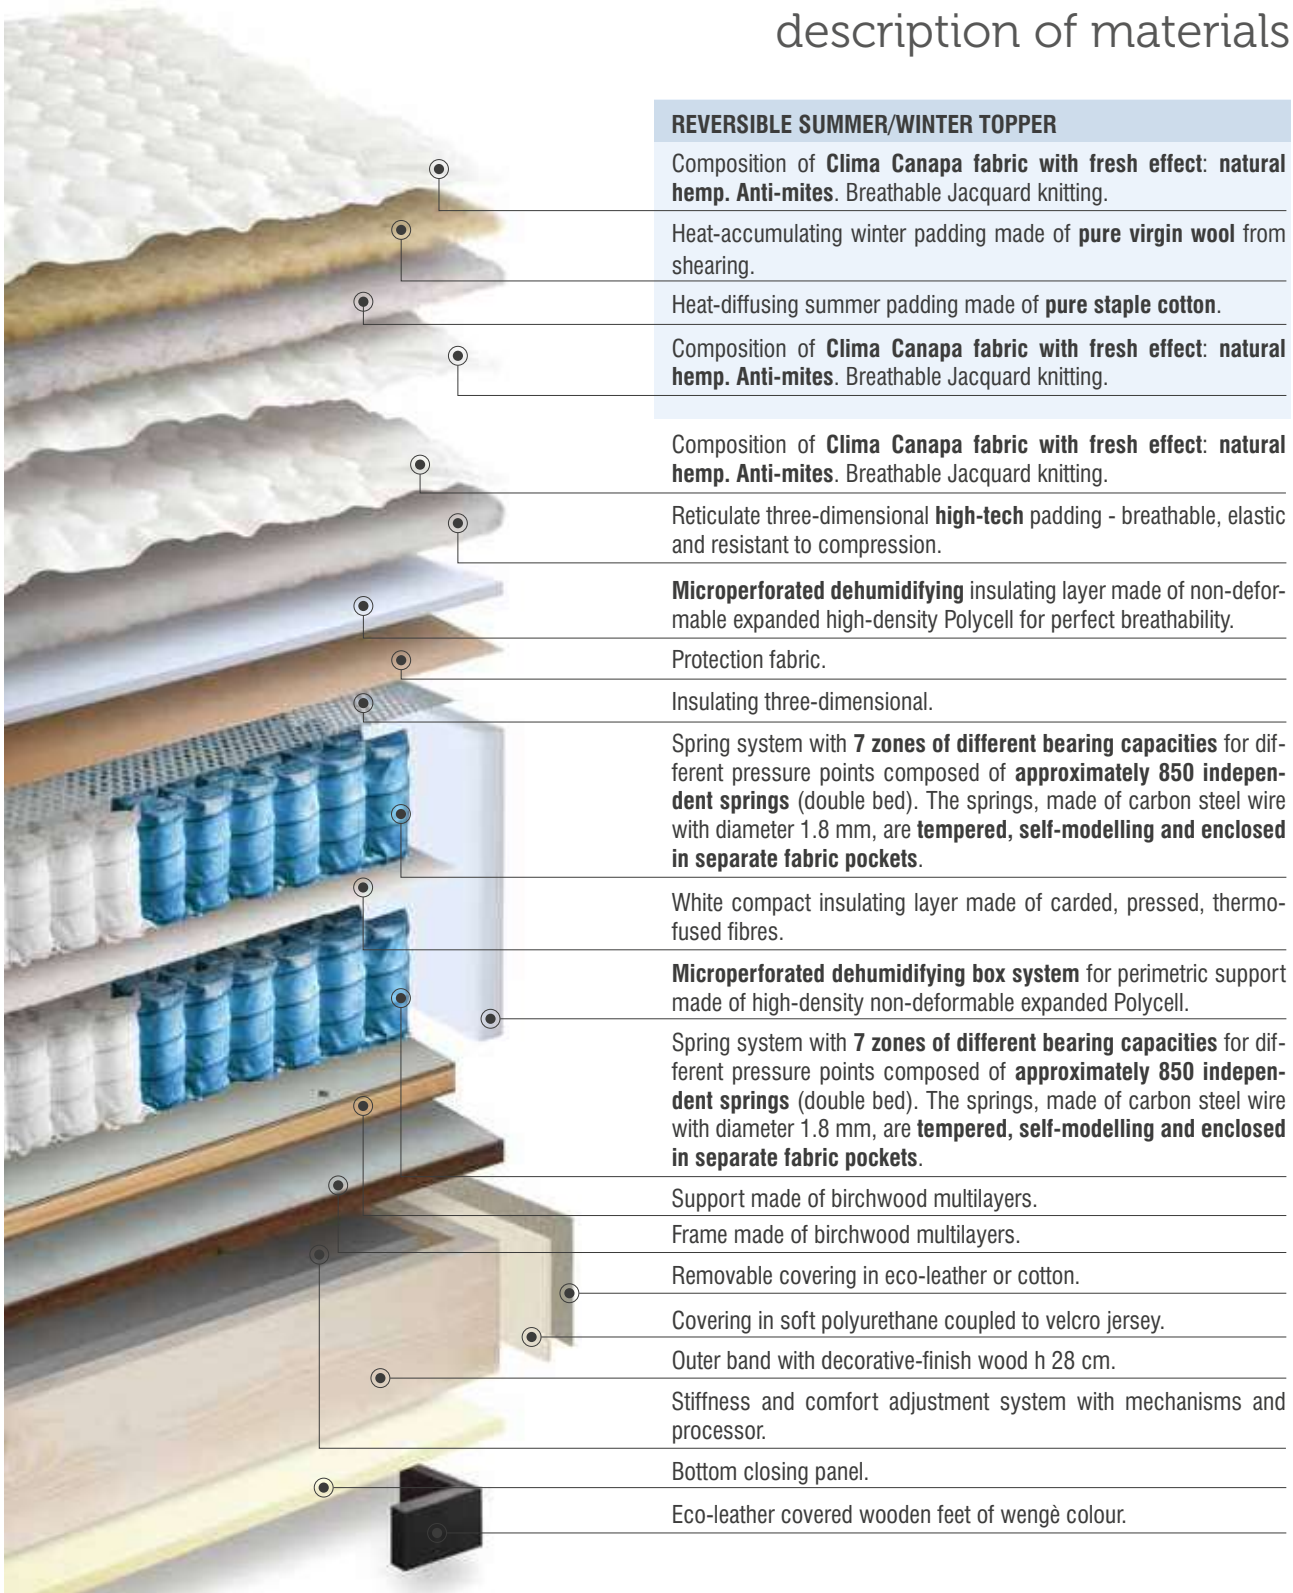 description of materials
REVERSIBLE SUMMER/WINTER TOPPER
Composition of Clima Canapa fabric with fresh effect: natural
hemp. Anti-mites. Breathable Jacquard knitting.
Heat-accumulating winter padding made of pure virgin wool from
shearing.
Heat-diffusing summer padding made of pure staple cotton.
Composition of Clima Canapa fabric with fresh effect: natural
hemp. Anti-mites. Breathable Jacquard knitting.
Composition of Clima Canapa fabric with fresh effect: natural
hemp. Anti-mites. Breathable Jacquard knitting.
Reticulate three-dimensional high-tech padding - breathable, elastic
and resistant to compression.
Microperforated dehumidifying insulating layer made of non-defor-
mable expanded high-density Polycell for perfect breathability.
Protection fabric.
Insulating three-dimensional.
Spring system with 7 zones of different bearing capacities for dif-
ferent pressure points composed of approximately 850 indepen-
dent springs (double bed). The springs, made of carbon steel wire
with diameter 1.8 mm, are tempered, self-modelling and enclosed
in separate fabric pockets.
White compact insulating layer made of carded, pressed, thermo-
fused fibres.
Microperforated dehumidifying box system for perimetric support
made of high-density non-deformable expanded Polycell.
Spring system with 7 zones of different bearing capacities for dif-
ferent pressure points composed of approximately 850 indepen-
dent springs (double bed). The springs, made of carbon steel wire
with diameter 1.8 mm, are tempered, self-modelling and enclosed
in separate fabric pockets.
Support made of birchwood multilayers.
Frame made of birchwood multilayers.
Removable covering in eco-leather or cotton.
Covering in soft polyurethane coupled to velcro jersey.
Outer band with decorative-finish wood h 28 cm.
Stiffness and comfort adjustment system with mechanisms and
processor.
Bottom closing panel.
Eco-leather covered wooden feet of wengè colour.